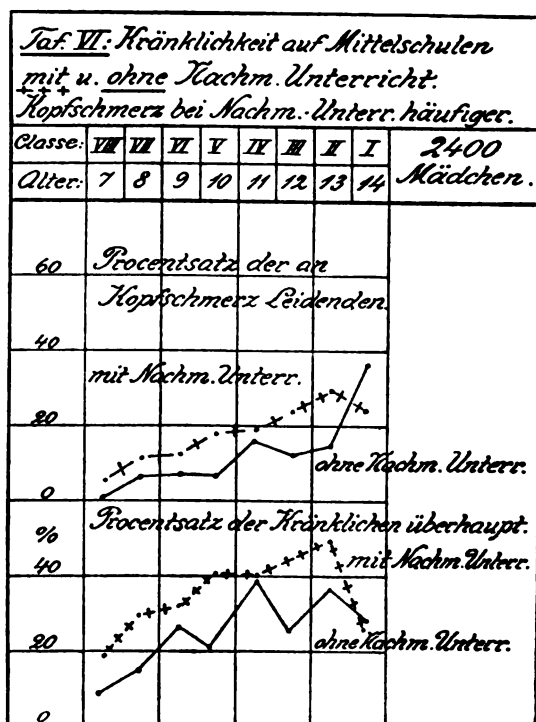 Taf. VI: Kränklichkeit auf Mittelschulen
mit u. ohne Nachm. Unterricht.
Kopfschmerz bei Nachm.-Unterr. häufiger.
Classe: VIII VII VI V IV III II I 2400
Alter: 7 8 9 10 11 12 13 14 Mädchen.
60 Procentsatz der an
Kopfschmerz Leidenden.
40
mit Nachm. Unterr.
20
ohne Nachm. Unterr.
0
% Procentsatz der Kränklichen überhaupt.
mit Nachm. Unterr.
40
20 ohne Nachm. Unterr.
0